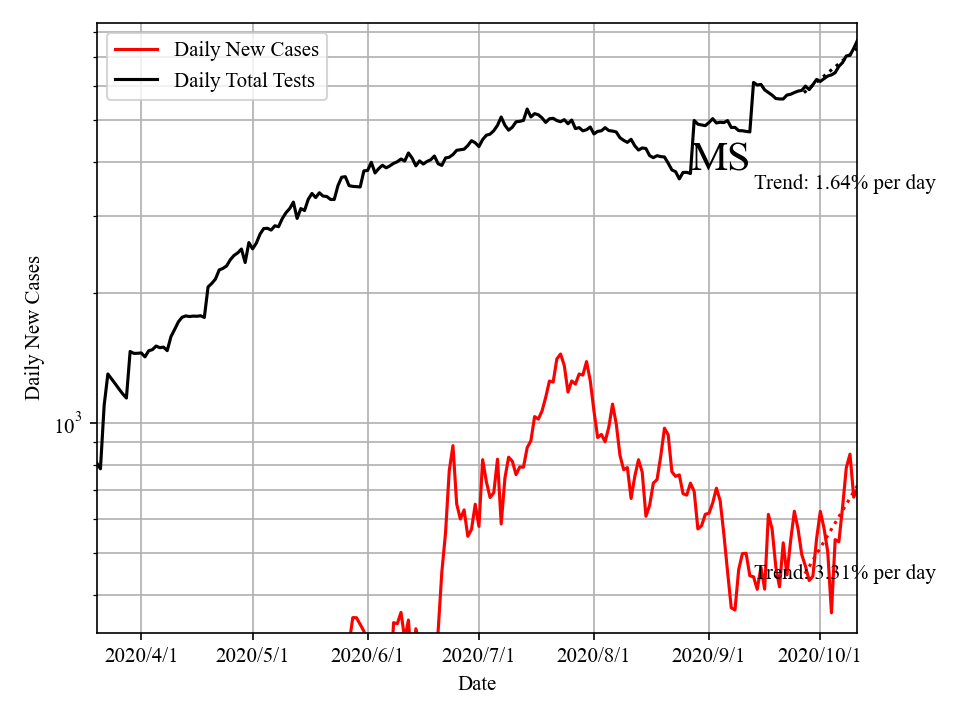 Daily New Cases
Daily Total Tests
MS
Trend: 1.64% per day
Daily New Cases
10³
Trend: 3.31% per day
2020/4/1
2020/5/1
2020/6/1
2020/7/1
2020/8/1
2020/9/1
2020/10/1
Date